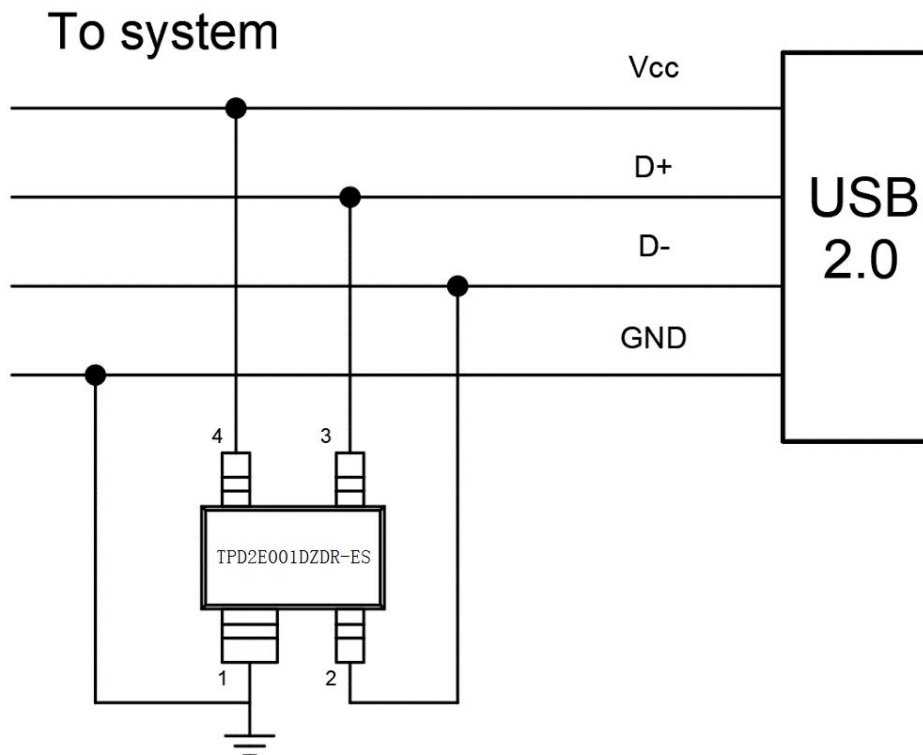 To system
Vcc
D+
USB
2.0
D-
GND
4
3
TPD2E001DZDR-ES
1
2